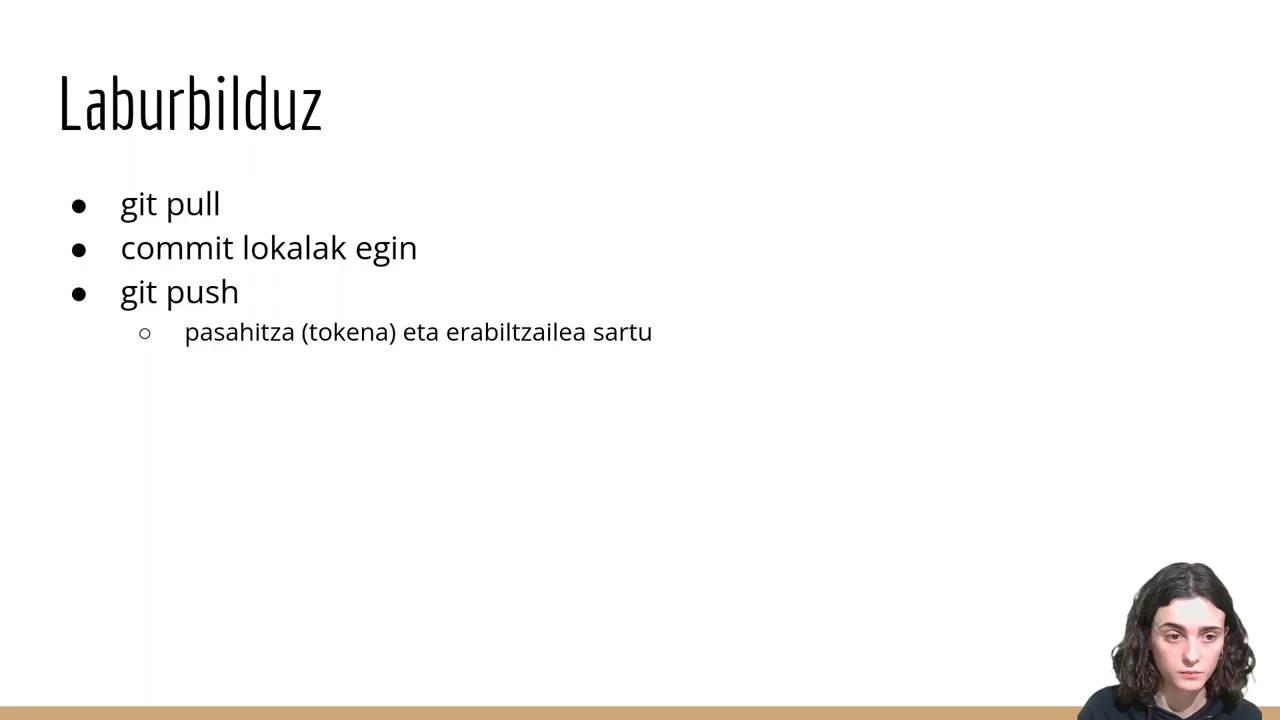 Laburbilduz
● git pull
● commit lokalak egin
● git push
○ pasahitza (tokena) eta erabiltzailea sartu